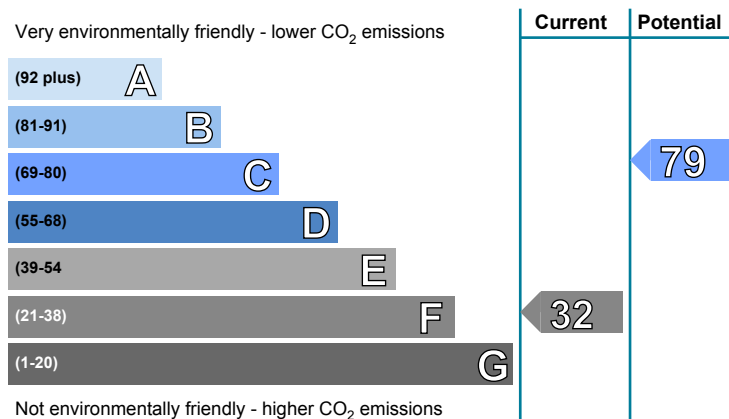 Very environmentally friendly - lower CO₂ emissions
Current
Potential
(92 plus) A
(81-91) B
(69-80) C
79
(55-68) D
(39-54 E
(21-38) F
32
(1-20) G
Not environmentally friendly - higher CO₂ emissions